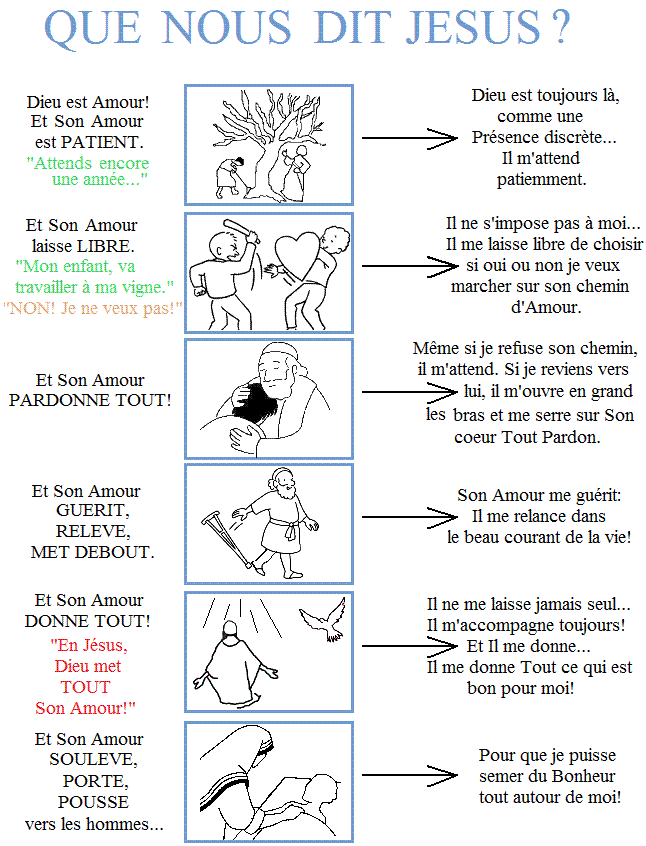 QUE NOUS DIT JESUS ?
Dieu est Amour!
Et Son Amour
est PATIENT.
"Attends encore
une année..."
Dieu est toujours là,
comme une
Présence discrète...
Il m'attend
patiemment.
Et Son Amour
laisse LIBRE.
"Mon enfant, va
travailler à ma vigne."
"NON! Je ne veux pas!"
Il ne s'impose pas à moi...
Il me laisse libre de choisir
si oui ou non je veux
marcher sur son chemin
d'Amour.
Et Son Amour
PARDONNE TOUT!
Même si je refuse son chemin,
il m'attend. Si je reviens vers
lui, il m'ouvre en grand
les bras et me serre sur Son
coeur Tout Pardon.
Et Son Amour
GUERIT,
RELEVE,
MET DEBOUT.
Son Amour me guérit:
Il me relance dans
le beau courant de la vie!
Et Son Amour
DONNE TOUT!
"En Jésus,
Dieu met
TOUT
Son Amour!"
Il ne me laisse jamais seul...
Il m'accompagne toujours!
Et Il me donne...
Il me donne Tout ce qui est
bon pour moi!
Et Son Amour
SOULEVE,
PORTE,
POUSSE
vers les hommes...
Pour que je puisse
semer du Bonheur
tout autour de moi!